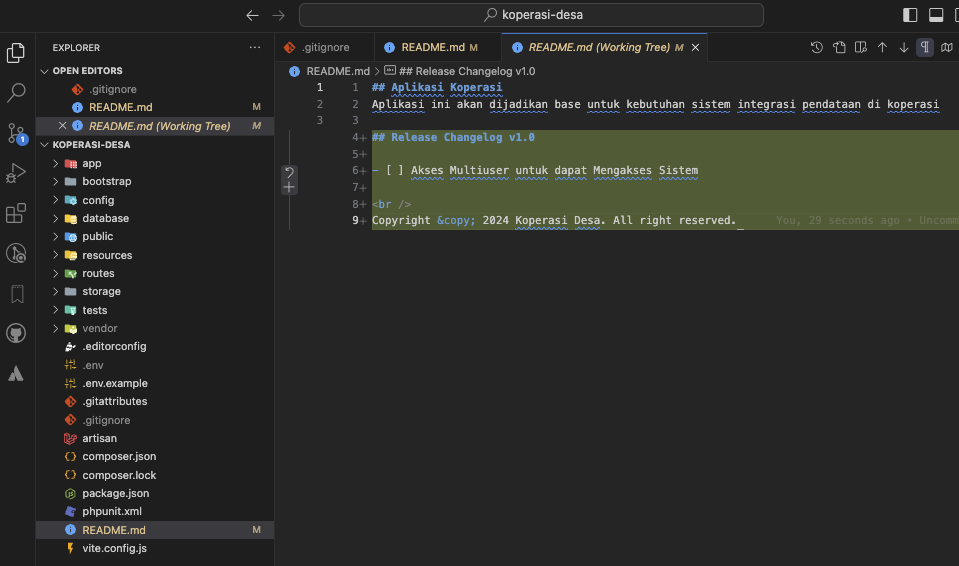 koperasi-desa
EXPLORER
OPEN EDITORS
.gitignore
README.md M
README.md (Working Tree) M
KOPERASI-DESA
app
bootstrap
config
database
public
resources
routes
storage
tests
vendor
.editorconfig
.env
.env.example
.gitattributes
.gitignore
artisan
composer.json
composer.lock
package.json
phpunit.xml
README.md M
vite.config.js
.gitignore
README.md M
README.md (Working Tree) M
README.md > ## Release Changelog v1.0
1 1 ## Aplikasi Koperasi
2 2 Aplikasi ini akan dijadikan base untuk kebutuhan sistem integrasi pendataan di koperasi
3 3
4+ ## Release Changelog v1.0
5+
6+ - [ ] Akses Multiuser untuk dapat Mengakses Sistem
7+
8+ <br />
9+ Copyright &copy; 2024 Koperasi Desa. All right reserved._ You, 29 seconds ago • Uncomm
1